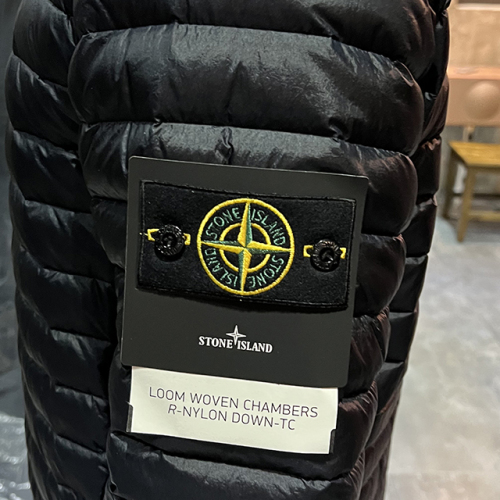 STONE ISLAND
STONE ISLAND
STONE ISLAND
LOOM WOVEN CHAMBERS
R-NYLON DOWN-TC